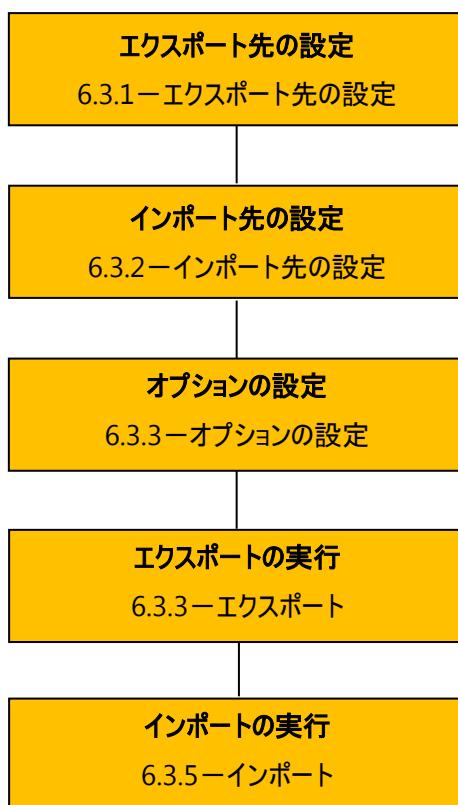 エクスポート先の設定
6.3.1－エクスポート先の設定
インポート先の設定
6.3.2－インポート先の設定
オプションの設定
6.3.3－オプションの設定
エクスポートの実行
6.3.3－エクスポート
インポートの実行
6.3.5－インポート